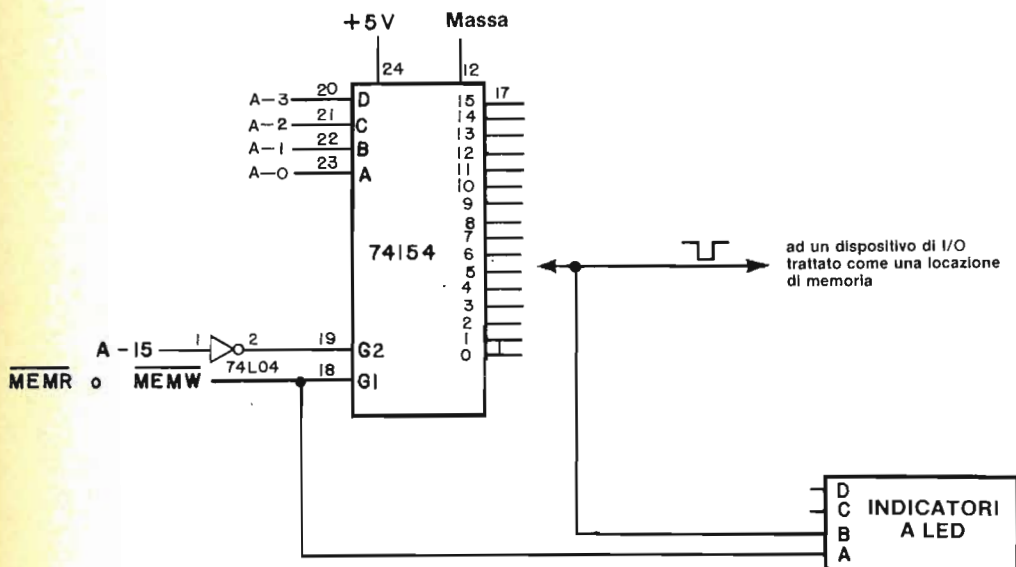 +5V
Massa
24
12
A-3 20 D
A-2 21 C
A-1 22 B
A-0 23 A
15 17
14
13
12
11
10
9
8
7
6
5
4
3
2
1
0
74154
ad un dispositivo di I/O
trattato come una locazione
di memoria
A-15 1 2 19 G2
74L04
MEMR o MEMW 18 G1
D
C
B
A
INDICATORI
A LED